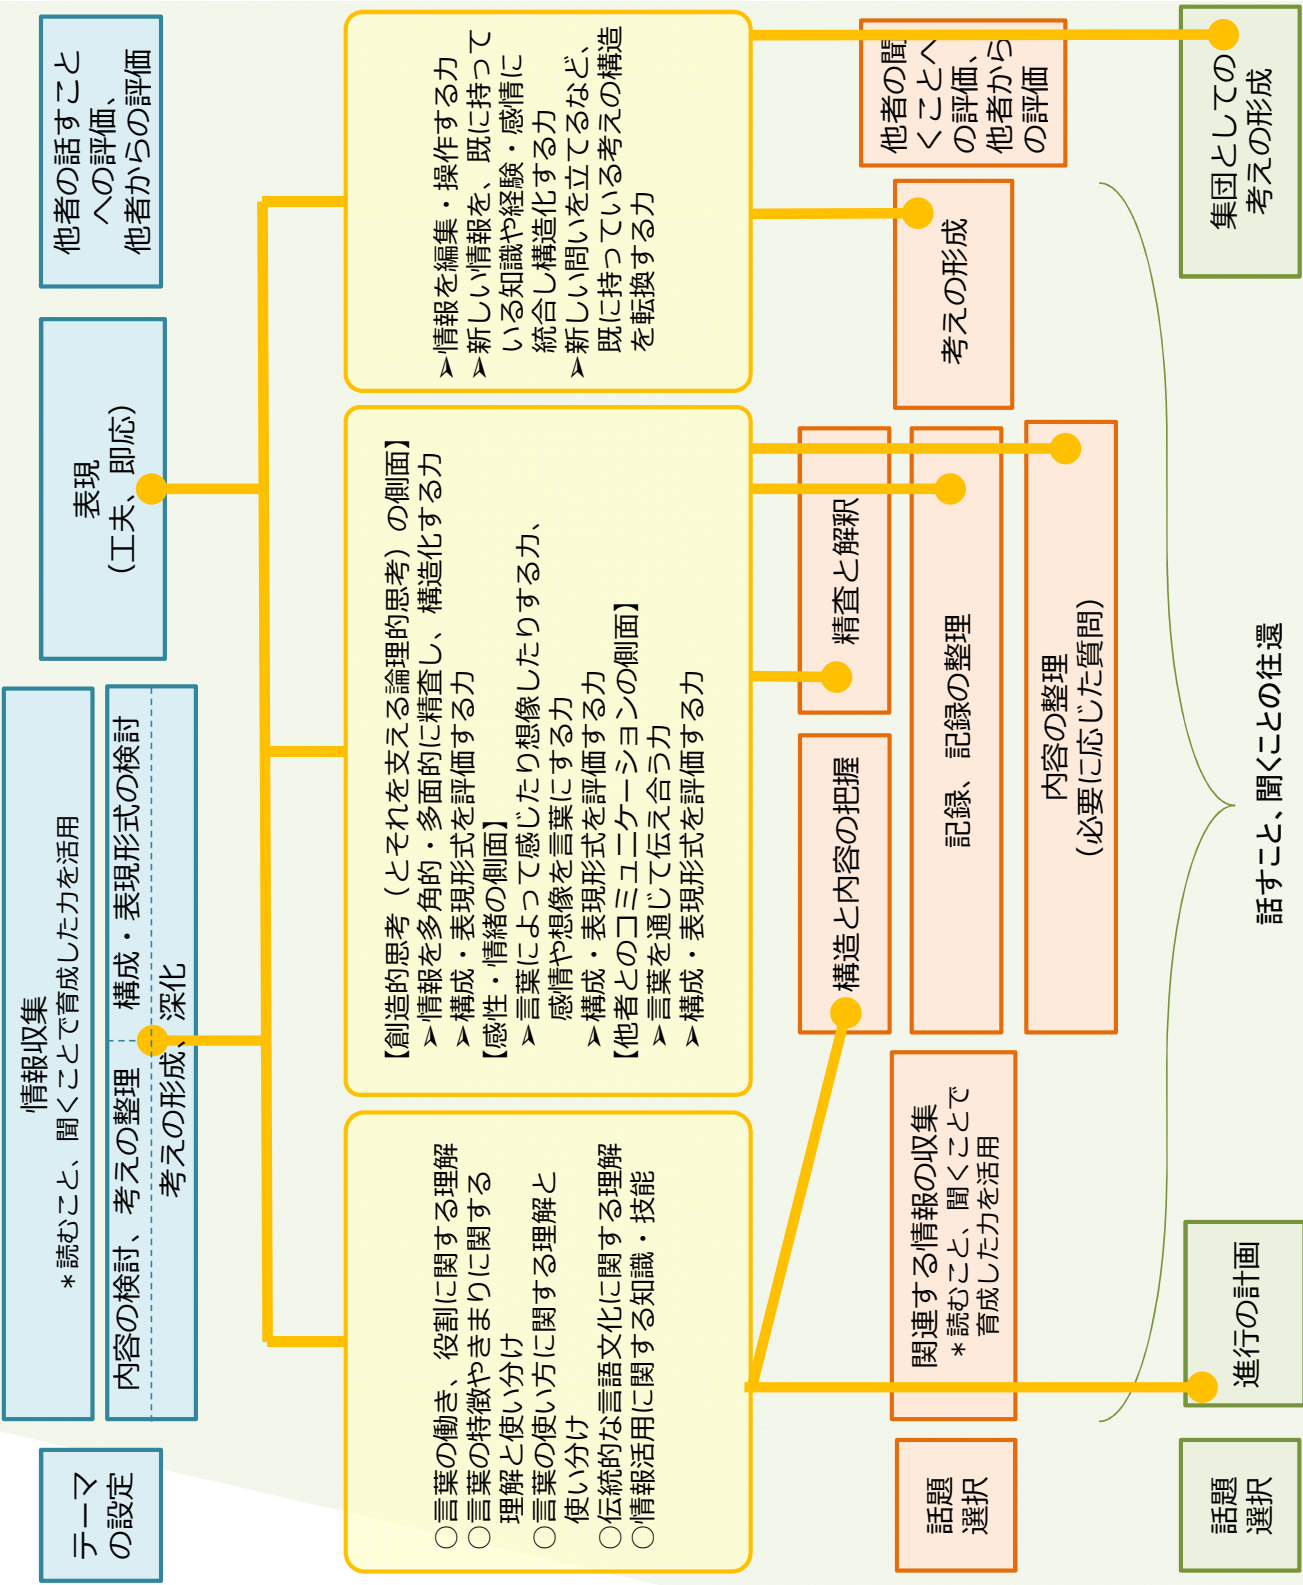 テーマ
の設定
情報収集
＊読むこと、聞くことで育成した力を活用
内容の検討、考えの整理
構成・表現形式の検討
考えの形成、深化
表現
（工夫、即応）
他者の話すこと
への評価、
他者からの評価
○言葉の働き、役割に関する理解
○言葉の特徴やきまりに関する
理解と使い分け
○言葉の使い方に関する理解と
使い分け
○伝統的な言語文化に関する理解
○情報活用に関する知識・技能
【創造的思考（とそれを支える論理的思考）の側面】
➢情報を多角的・多面的に精査し、構造化する力
➢構成・表現形式を評価する力
【感性・情緒の側面】
➢言葉によって感じたり想像したりする力、
感情や想像を言葉にする力
➢構成・表現形式を評価する力
【他者とのコミュニケーションの側面】
➢言葉を通じて伝え合う力
➢構成・表現形式を評価する力
➢情報を編集・操作する力
➢新しい情報を、既に持って
いる知識や経験・感情に
統合し構造化する力
➢新しい問いを立てるなど、
既に持っている考えの構造
を転換する力
話題
選択
関連する情報の収集
＊読むこと、聞くことで
育成した力を活用
構造と内容の把握
精査と解釈
記録、記録の整理
内容の整理
（必要に応じた質問）
考えの形成
他者の聞
くことへ
の評価、
他者から
の評価
話すこと、聞くことの往還
話題
選択
進行の計画
集団としての
考えの形成